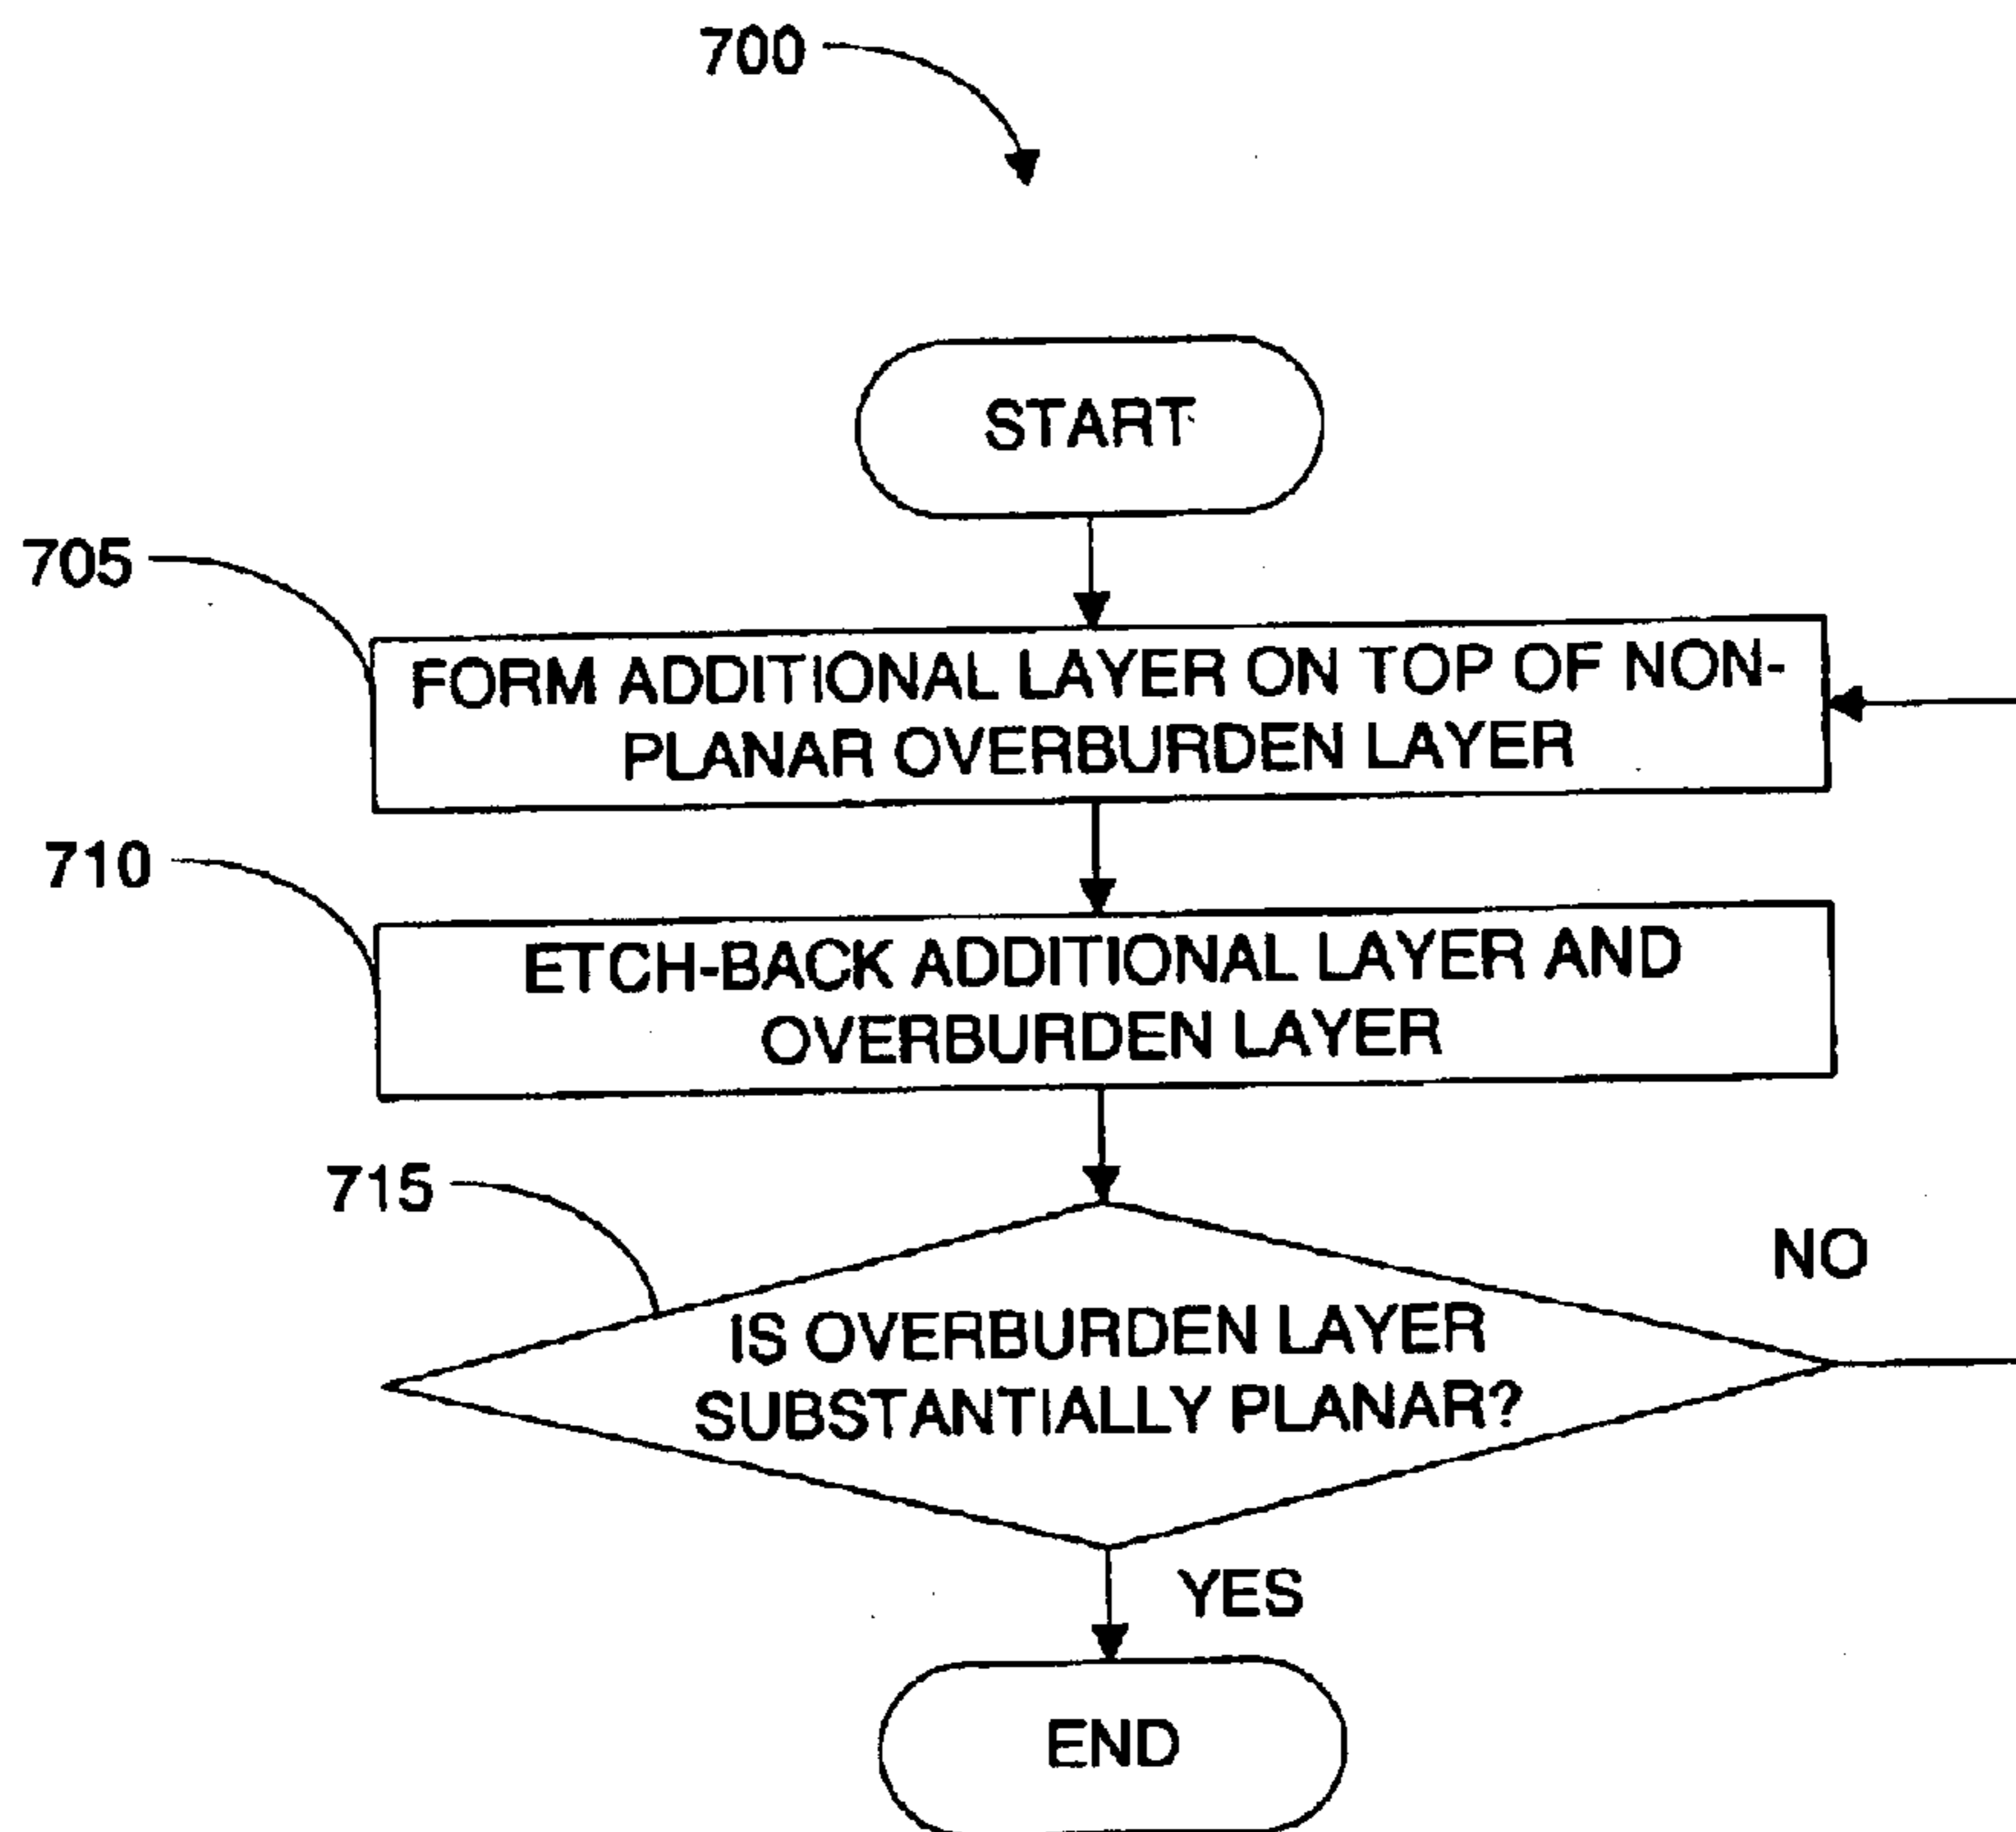 700
START
705
FORM ADDITIONAL LAYER ON TOP OF NON-
PLANAR OVERBURDEN LAYER
710
ETCH-BACK ADDITIONAL LAYER AND
OVERBURDEN LAYER
715
NO
IS OVERBURDEN LAYER
SUBSTANTIALLY PLANAR?
YES
END